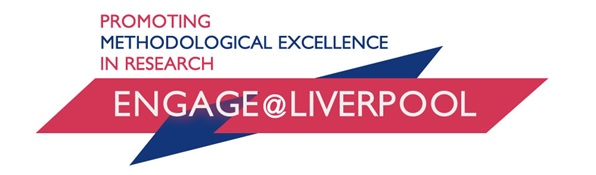 PROMOTING
METHODOLOGICAL EXCELLENCE
IN RESEARCH
ENGAGE@LIVERPOOL